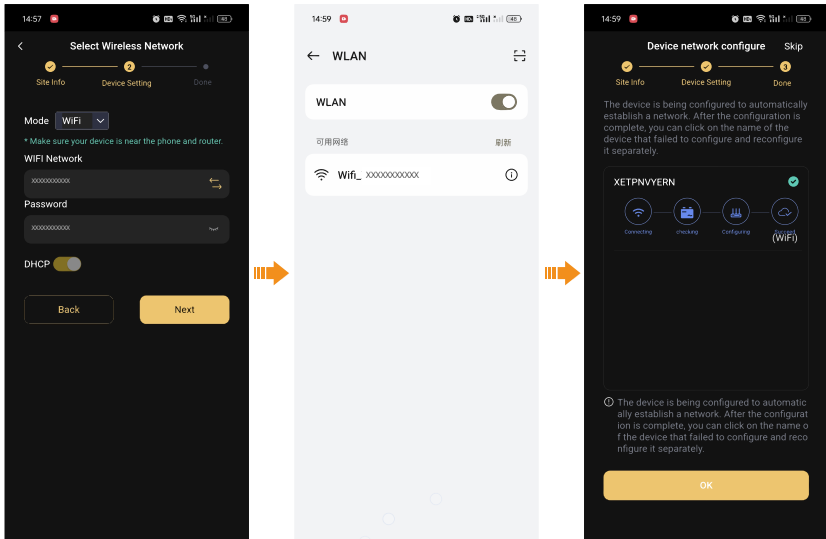 14:57
48
Select Wireless Network
2
Site Info
Device Setting
Done
Mode
WiFi
* Make sure your device is near the phone and router.
WIFI Network
XXXXXXXXXXX
Password
XXXXXXXXXXX
DHCP
Back
Next
14:59
48
WLAN
WLAN
可用网络
刷新
Wifi_ XXXXXXXXXXX
14:59
48
Device network configure
Skip
3
Site Info
Device Setting
Done
The device is being configured to automatically
establish a network. After the configuration is
complete, you can click on the name of the
device that failed to configure and reconfigure
it separately.
XETPNVYERN
Connecting
checking
Configuring
Succeed
(WiFi)
The device is being configured to automatic
ally establish a network. After the configurat
ion is complete, you can click on the name o
f the device that failed to configure and reco
nfigure it separately.
OK